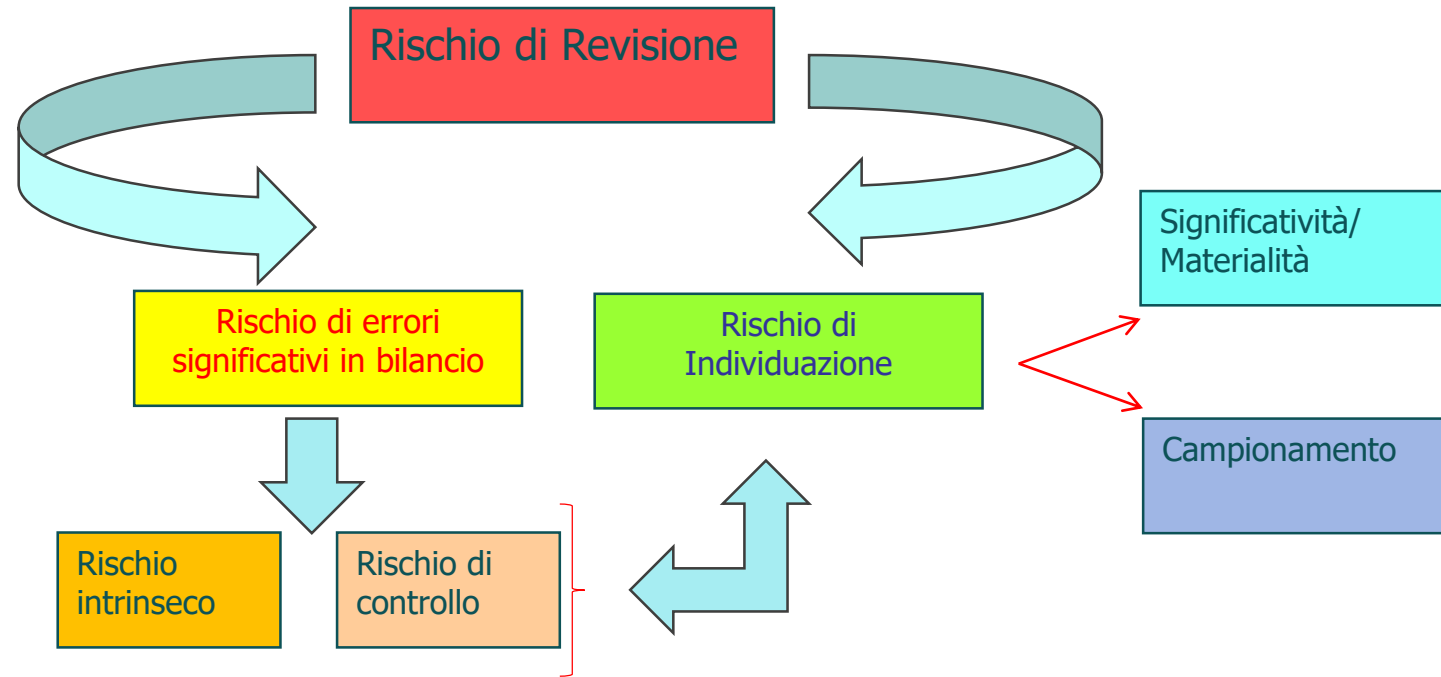 Rischio di Revisione
Significatività/
Materialità
Rischio di errori
significativi in bilancio
Rischio di
Individuazione
Campionamento
Rischio
intrinseco
Rischio di
controllo